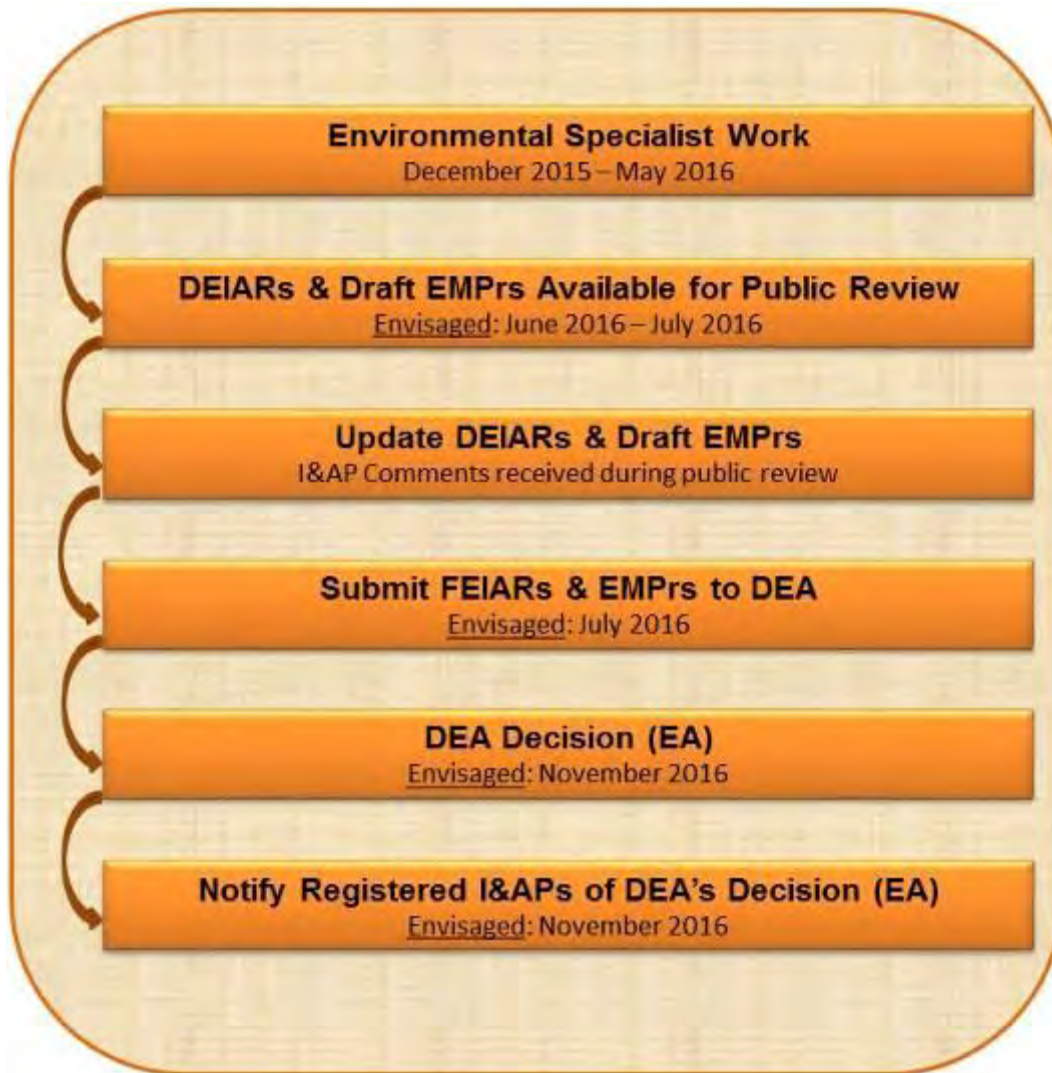 Environmental Specialist Work
December 2015 – May 2016
DEIARs & Draft EMPrs Available for Public Review
Envisaged: June 2016 – July 2016
Update DEIARs & Draft EMPrs
I&AP Comments received during public review
Submit FEIARs & EMPrs to DEA
Envisaged: July 2016
DEA Decision (EA)
Envisaged: November 2016
Notify Registered I&APs of DEA's Decision (EA)
Envisaged: November 2016